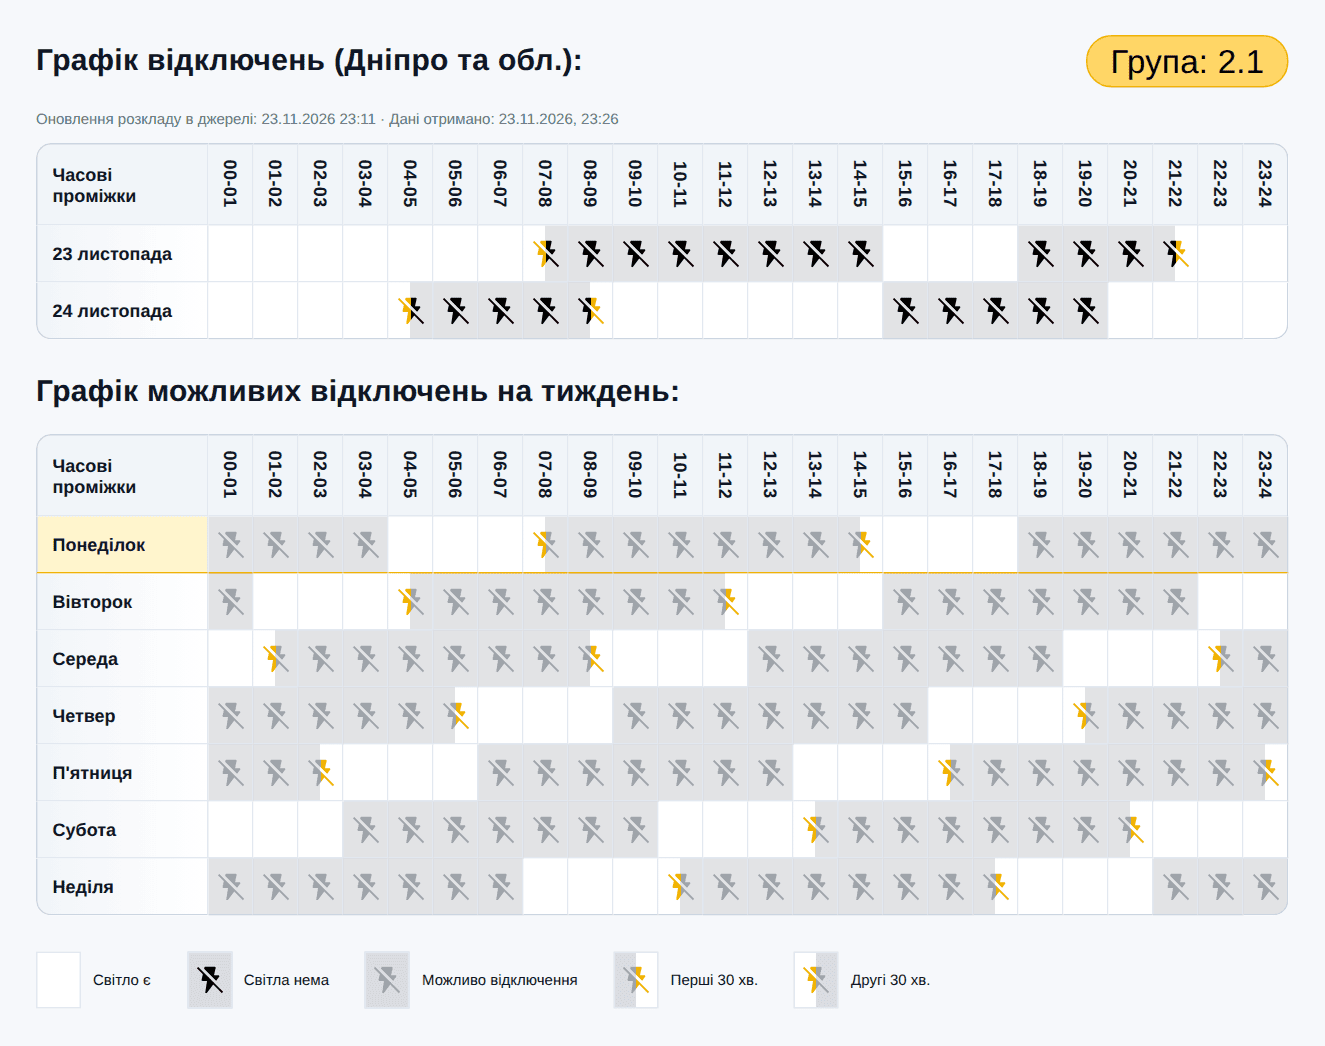 Графік відключень (Дніпро та обл.):
Група: 2.1
Оновлення розкладу в джерелі: 23.11.2026 23:11 · Дані отримано: 23.11.2026, 23:26
Часові
проміжки
00-01 01-02 02-03 03-04 04-05 05-06 06-07 07-08 08-09 09-10 10-11 11-12 12-13 13-14 14-15 15-16 16-17 17-18 18-19 19-20 20-21 21-22 22-23 23-24
23 листопада
24 листопада
Графік можливих відключень на тиждень:
Часові
проміжки
00-01 01-02 02-03 03-04 04-05 05-06 06-07 07-08 08-09 09-10 10-11 11-12 12-13 13-14 14-15 15-16 16-17 17-18 18-19 19-20 20-21 21-22 22-23 23-24
Понеділок
Вівторок
Середа
Четвер
П'ятниця
Субота
Неділя
Світло є
Світла нема
Можливо відключення
Перші 30 хв.
Другі 30 хв.